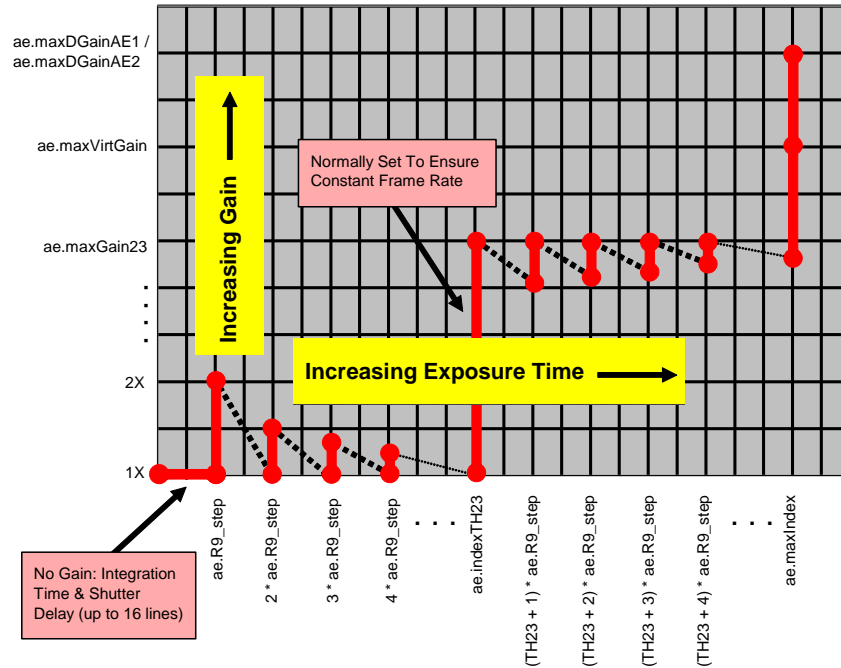 ae.maxDGainAE1 /
ae.maxDGainAE2
ae.maxVirtGain
ae.maxGain23
. . . .
2X
1X
Increasing Gain
Normally Set To Ensure
Constant Frame Rate
Increasing Exposure Time
No Gain: Integration
Time & Shutter
Delay (up to 16 lines)
ae.R9_step
2 * ae.R9_step
3 * ae.R9_step
4 * ae.R9_step
. . . .
ae.indexTH23
(TH23 + 1) * ae.R9_step
(TH23 + 2) * ae.R9_step
(TH23 + 3) * ae.R9_step
(TH23 + 4) * ae.R9_step
. . . .
ae.maxIndex